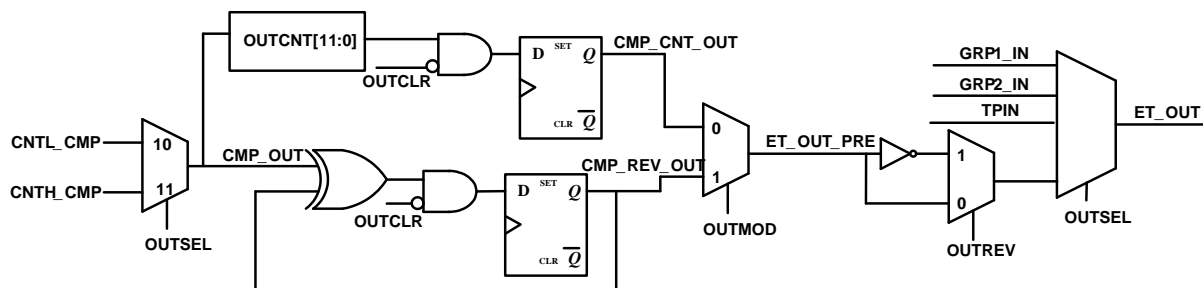 OUTCNT[11:0]
D SET Q
CLR Q
CMP_CNT_OUT
OUTCLR
GRP1_IN
GRP2_IN
TPIN
ET_OUT
CNTL_CMP
10
CNTH_CMP
11
OUTSEL
CMP_OUT
OUTCLR
D SET Q
CLR Q
CMP_REV_OUT
0
1
OUTMOD
ET_OUT_PRE
1
0
OUTREV
OUTSEL